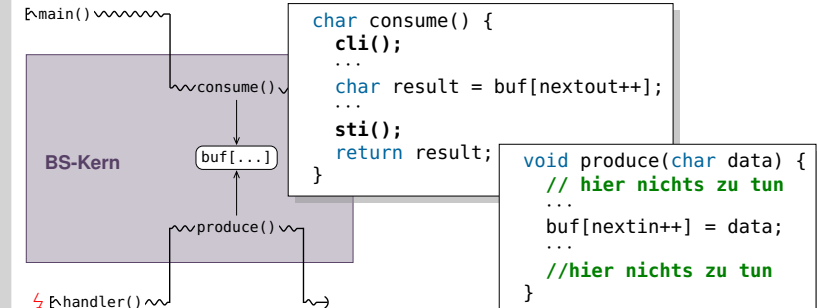 main()
char consume() {
cli();
...
char result = buf[nextout++];
...
sti();
return result;
}
consume()
BS-Kern
buf[...]
produce()
handler()
void produce(char data) {
// hier nichts zu tun
...
buf[nextin++] = data;
...
//hier nichts zu tun
}